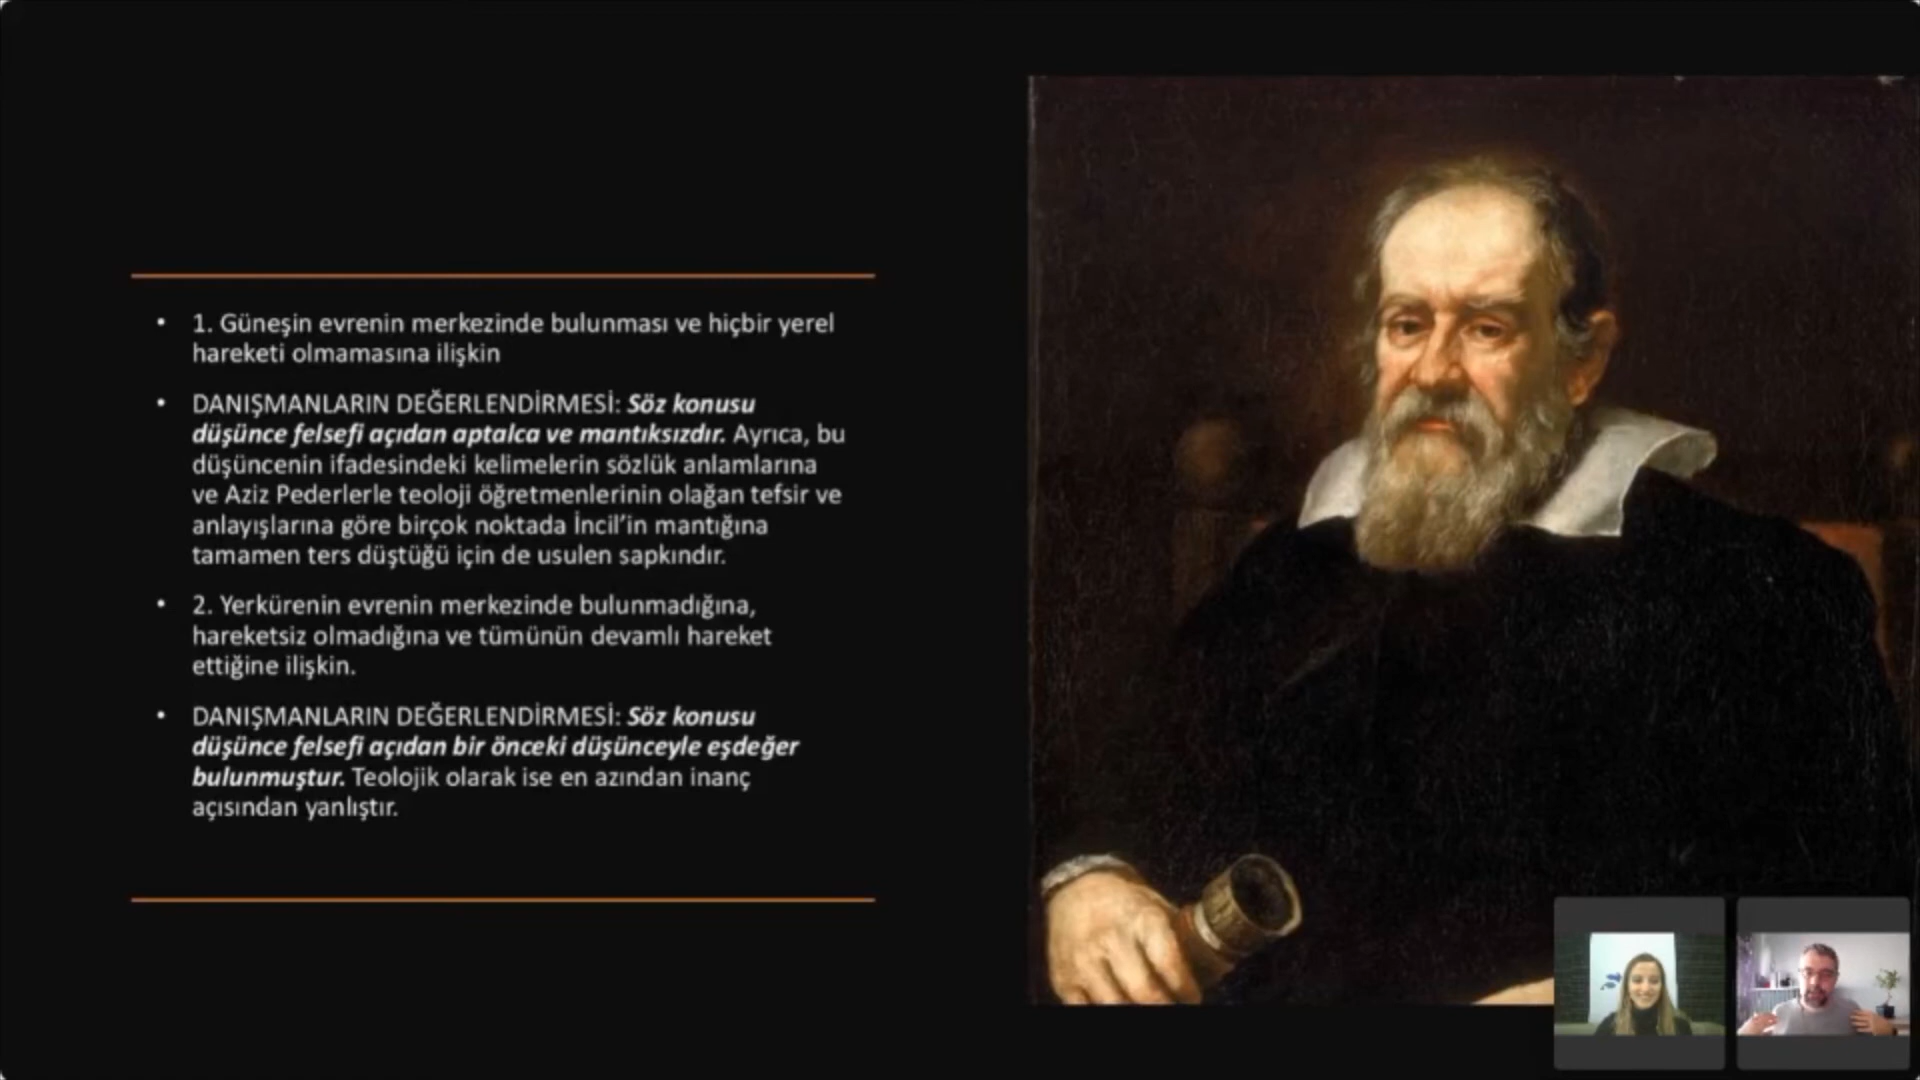 • 1. Güneşin evrenin merkezinde bulunması ve hiçbir yerel
hareketi olmamasına ilişkin
• DANIŞMANLARIN DEĞERLENDİRMESİ: Söz konusu
düşünce felsefi açıdan aptalca ve mantıksızdır. Ayrıca, bu
düşüncenin ifadesindeki kelimelerin sözlük anlamlarına
ve Aziz Pederlerle teoloji öğretmenlerinin olağan tefsir ve
anlayışlarına göre birçok noktada İncil’in mantığına
tamamen ters düştüğü için de usulen sapkındır.
• 2. Yerkürenin evrenin merkezinde bulunmadığına,
hareketsiz olmadığına ve tümünün devamlı hareket
ettiğine ilişkin.
• DANIŞMANLARIN DEĞERLENDİRMESİ: Söz konusu
düşünce felsefi açıdan bir önceki düşünceyle eşdeğer
bulunmuştur. Teolojik olarak ise en azından inanç
açısından yanlıştır.